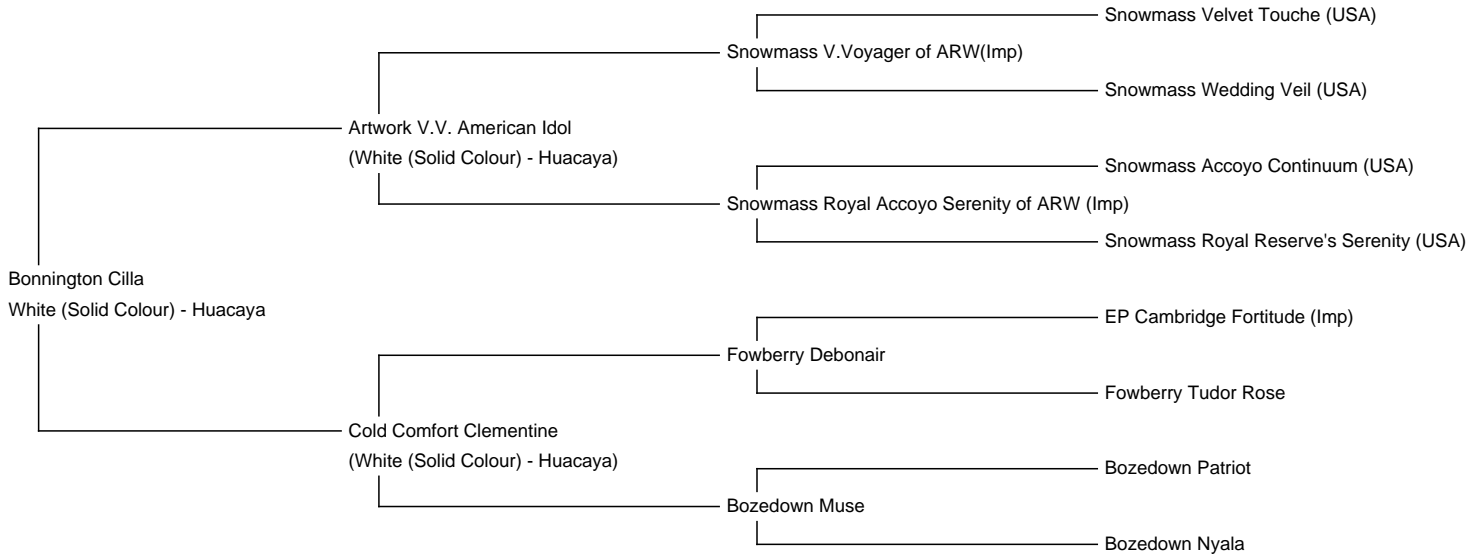 Snowmass Velvet Touche (USA)
Snowmass V.Voyager of ARW(Imp)
Snowmass Wedding Veil (USA)
Artwork V.V. American Idol
(White (Solid Colour) - Huacaya)
Snowmass Accoyo Continuum (USA)
Snowmass Royal Accoyo Serenity of ARW (Imp)
Snowmass Royal Reserve's Serenity (USA)
Bonnington Cilla
White (Solid Colour) - Huacaya
EP Cambridge Fortitude (Imp)
Fowberry Debonair
Fowberry Tudor Rose
Cold Comfort Clementine
(White (Solid Colour) - Huacaya)
Bozedown Patriot
Bozedown Muse
Bozedown Nyala